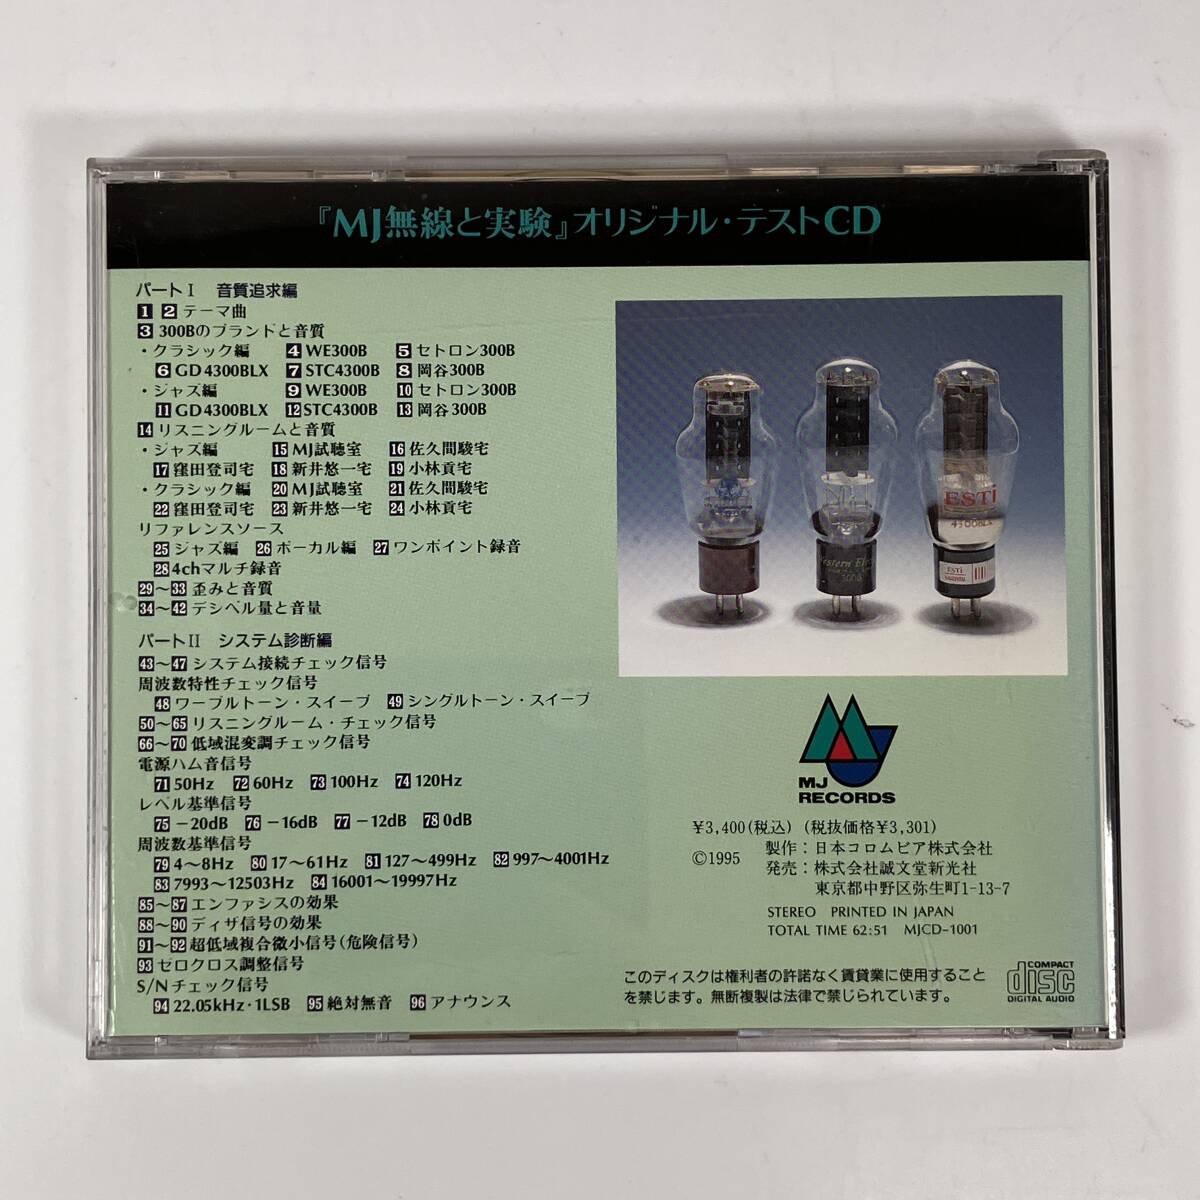 『MJ無線と実験』オリジナル・テストCD
パートⅠ 音質追求編
1 2 テーマ曲
3 300Bのブランドと音質
・クラシック編 4 WE300B 5 セトロン300B
6 GD4300BLX 7 STC4300B 8 岡谷300B
・ジャズ編 9 WE300B 10 セトロン300B
11 GD4300BLX 12 STC4300B 13 岡谷300B
14 リスニングルームと音質
・ジャズ編 15 MJ試聴室 16 佐久間駿宅
17 窪田登司宅 18 新井悠一宅 19 小林貢宅
・クラシック編 20 MJ試聴室 21 佐久間駿宅
22 窪田登司宅 23 新井悠一宅 24 小林貢宅
リファレンスソース
25 ジャズ編 26 ボーカル編 27 ワンポイント録音
28 4chマルチ録音
29〜33 歪みと音質
34〜42 デシベル量と音量
パートⅡ システム診断編
43〜47 システム接続チェック信号
周波数特性チェック信号
48 ワーブルトーン・スイープ 49 シングルトーン・スイープ
50〜65 リスニングルーム・チェック信号
66〜70 低域混変調チェック信号
電源ハム音信号
71 50Hz 72 60Hz 73 100Hz 74 120Hz
レベル基準信号
75 −20dB 76 −16dB 77 −12dB 78 0dB
周波数基準信号
79 4〜8Hz 80 17〜61Hz 81 127〜499Hz 82 997〜4001Hz
83 7993〜12503Hz 84 16001〜19997Hz
85〜87 エンファシスの効果
88〜90 ディザ信号の効果
91〜92 超低域複合微小信号(危険信号)
93 ゼロクロス調整信号
S/Nチェック信号
94 22.05kHz・1LSB 95 絶対無音 96 アナウンス
Western Electric
300B
ESTi
4300BLX
ESTi
MJ
RECORDS
¥3,400(税込) (税抜価格¥3,301)
©1995 製作：日本コロムビア株式会社
発売：株式会社誠文堂新光社
東京都中野区弥生町1-13-7
STEREO PRINTED IN JAPAN
TOTAL TIME 62:51 MJCD-1001
このディスクは権利者の許諾なく賃貸業に使用すること
を禁じます。無断複製は法律で禁じられています。
COMPACT
disc
DIGITAL AUDIO